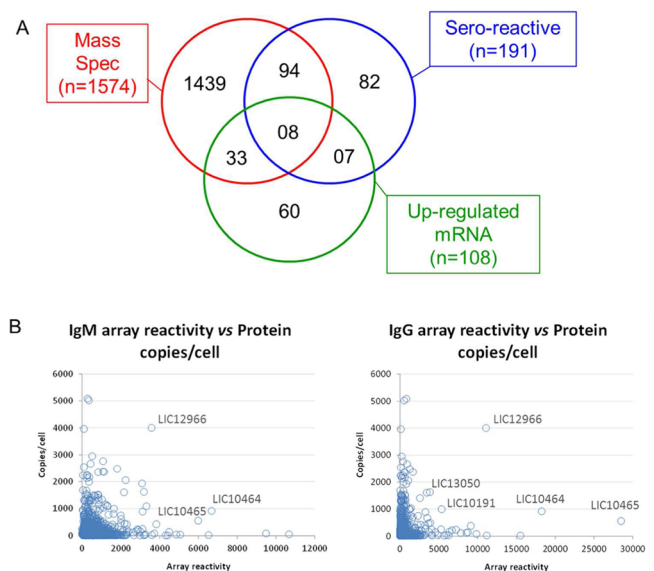 A
Mass
Spec
(n=1574)
Sero-reactive
(n=191)
1439
94
82
08
33
07
60
Up-regulated
mRNA
(n=108)
B
IgM array reactivity vs Protein
copies/cell
6000
5000
4000
3000
2000
1000
0
Copies/cell
LIC12966
LIC10465
LIC10464
0 2000 4000 6000 8000 10000 12000
Array reactivity
IgG array reactivity vs Protein
copies/cell
6000
5000
4000
3000
2000
1000
0
Copies/cell
LIC12966
LIC13050
LIC10191
LIC10464
LIC10465
0 5000 10000 15000 20000 25000 30000
Array reactivity